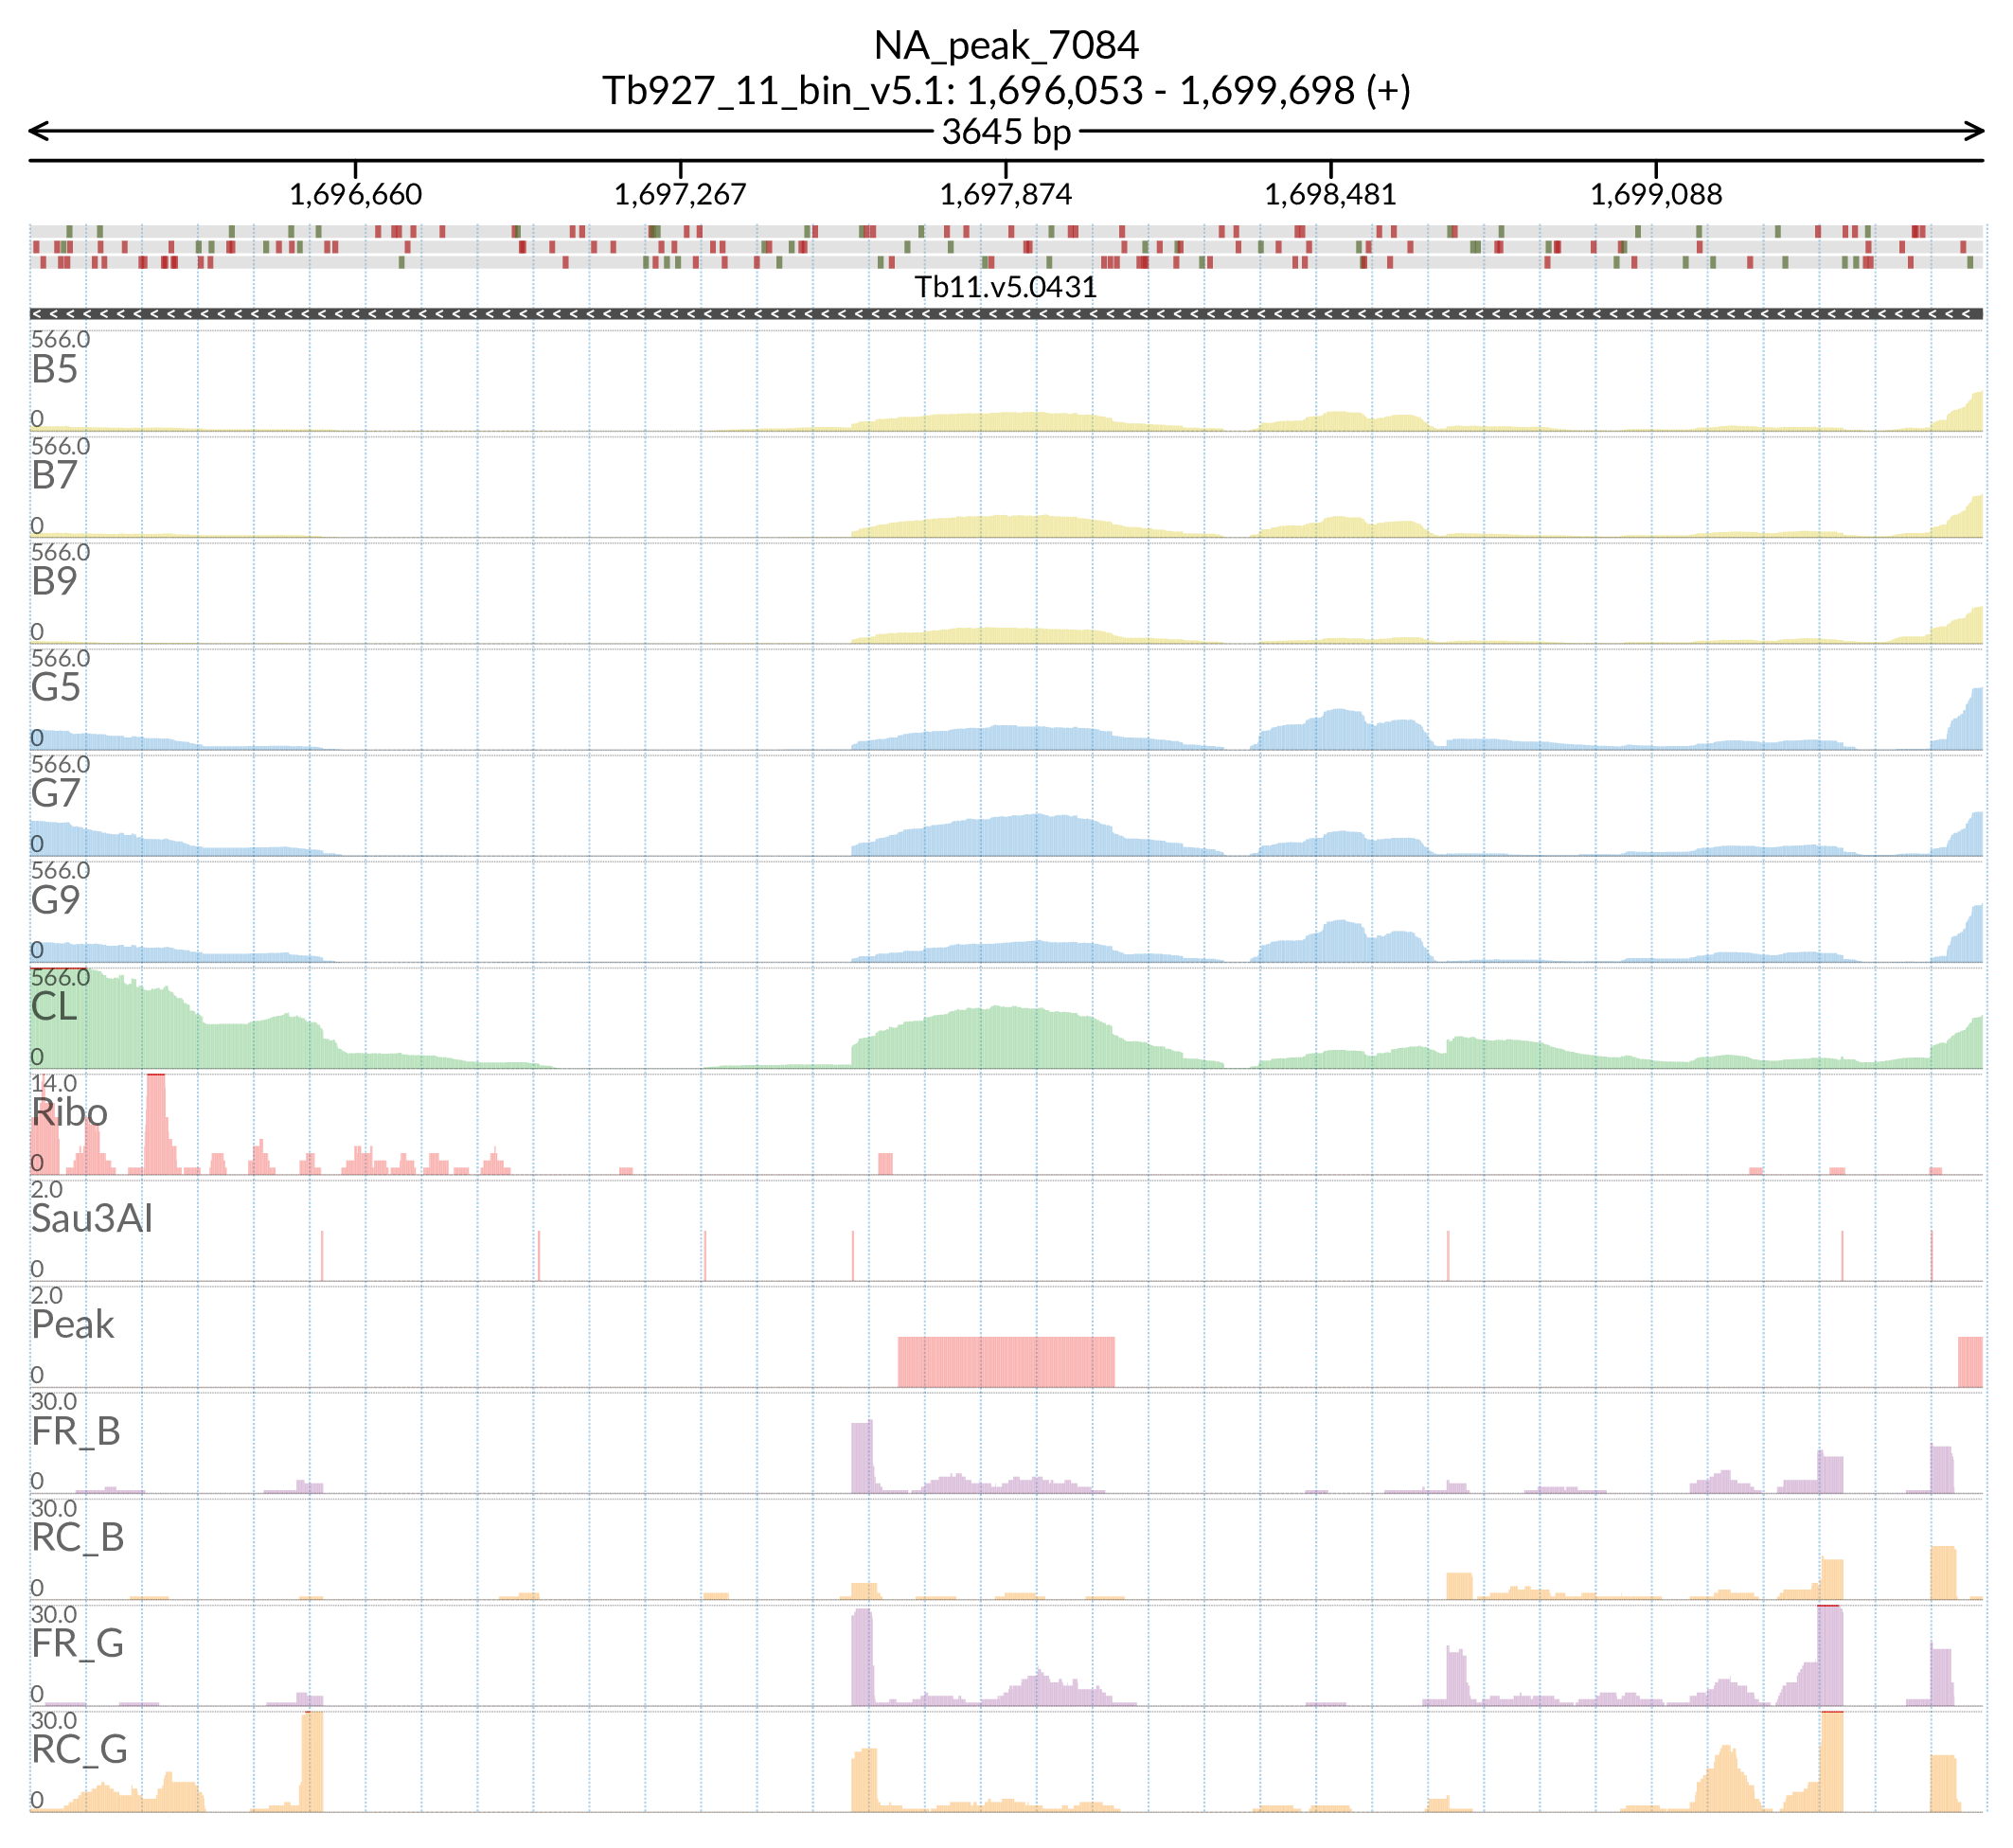 NA_peak_7084
Tb927_11_bin_v5.1: 1,696,053 - 1,699,698 (+)
3645 bp
1,696,660 1,697,267 1,697,874 1,698,481 1,699,088
Tb11.v5.0431
566.0
B5
0
566.0
B7
0
566.0
B9
0
566.0
G5
0
566.0
G7
0
566.0
G9
0
566.0
CL
0
14.0
Ribo
0
2.0
Sau3AI
0
2.0
Peak
0
30.0
FR_B
0
30.0
RC_B
0
30.0
FR_G
0
30.0
RC_G
0